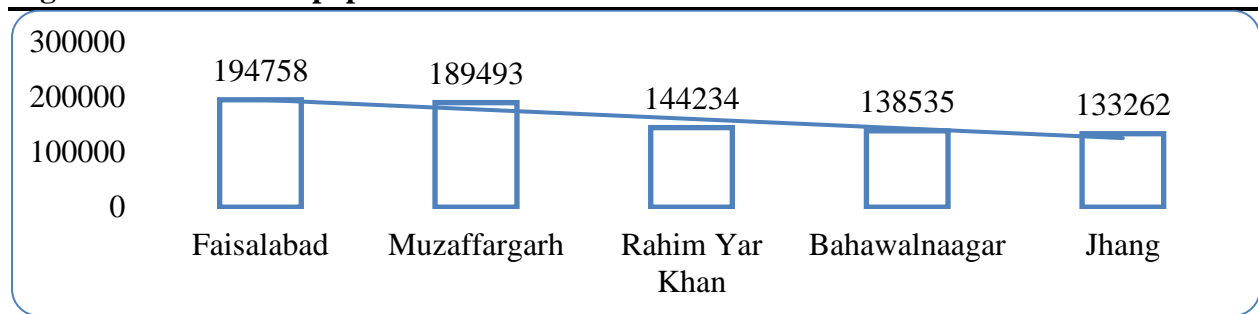 300000
200000
100000
0
194758
189493
144234
138535
133262
Faisalabad
Muzaffargarh
Rahim Yar
Khan
Bahawalnaagar
Jhang